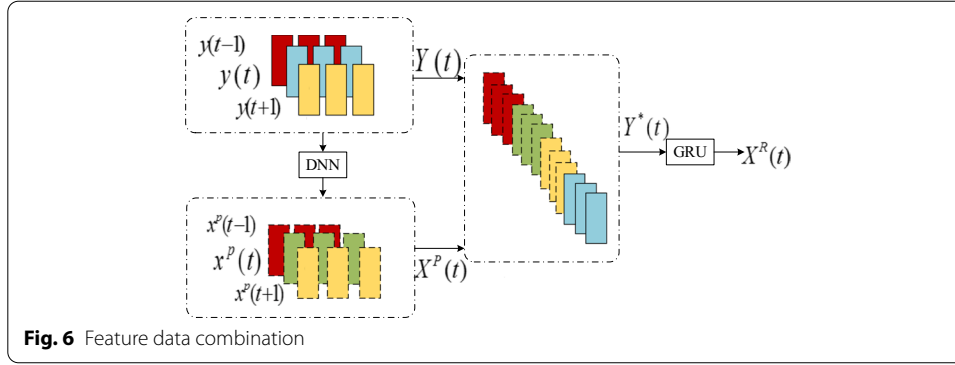 y(t−1)
y(t)
y(t+1)
Y(t)
DNN
x^p(t−1)
x^p(t)
x^p(t+1)
X^P(t)
Y^*(t)
GRU
X^R(t)
Fig. 6 Feature data combination